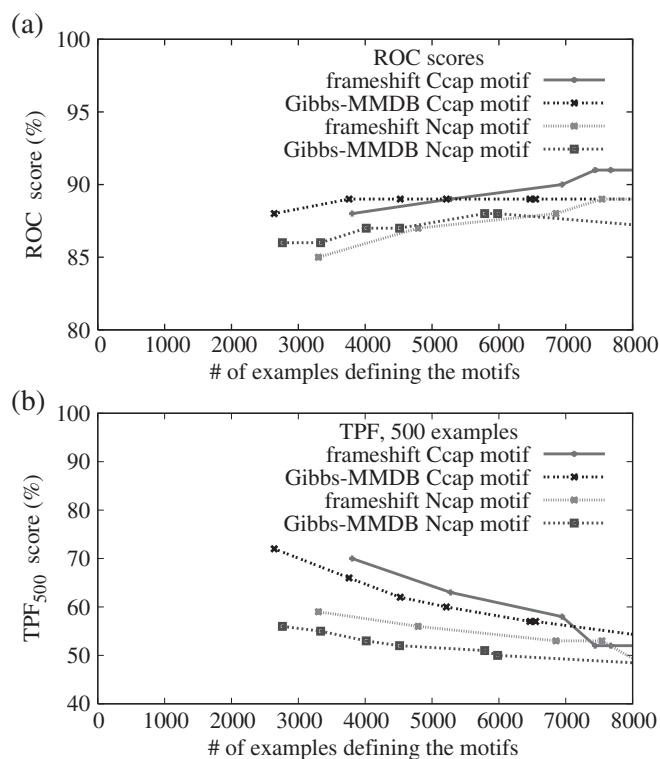 (a)
100
95
90
85
80
ROC score (%)
ROC scores
frameshift Ccap motif
Gibbs-MMDB Ccap motif
frameshift Ncap motif
Gibbs-MMDB Ncap motif
0 1000 2000 3000 4000 5000 6000 7000 8000
# of examples defining the motifs
(b)
100
90
80
70
60
50
40
TPF500 score (%)
TPF, 500 examples
frameshift Ccap motif
Gibbs-MMDB Ccap motif
frameshift Ncap motif
Gibbs-MMDB Ncap motif
0 1000 2000 3000 4000 5000 6000 7000 8000
# of examples defining the motifs